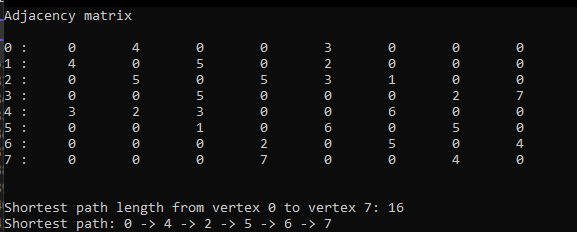 Adjacency matrix
0 : 0 4 0 0 3 0 0 0
1 : 4 0 5 0 2 0 0 0
2 : 0 5 0 5 3 1 0 0
3 : 0 0 5 0 0 0 2 7
4 : 3 2 3 0 0 6 0 0
5 : 0 0 1 0 6 0 5 0
6 : 0 0 0 2 0 5 0 4
7 : 0 0 0 7 0 0 4 0
Shortest path length from vertex 0 to vertex 7: 16
Shortest path: 0 -> 4 -> 2 -> 5 -> 6 -> 7